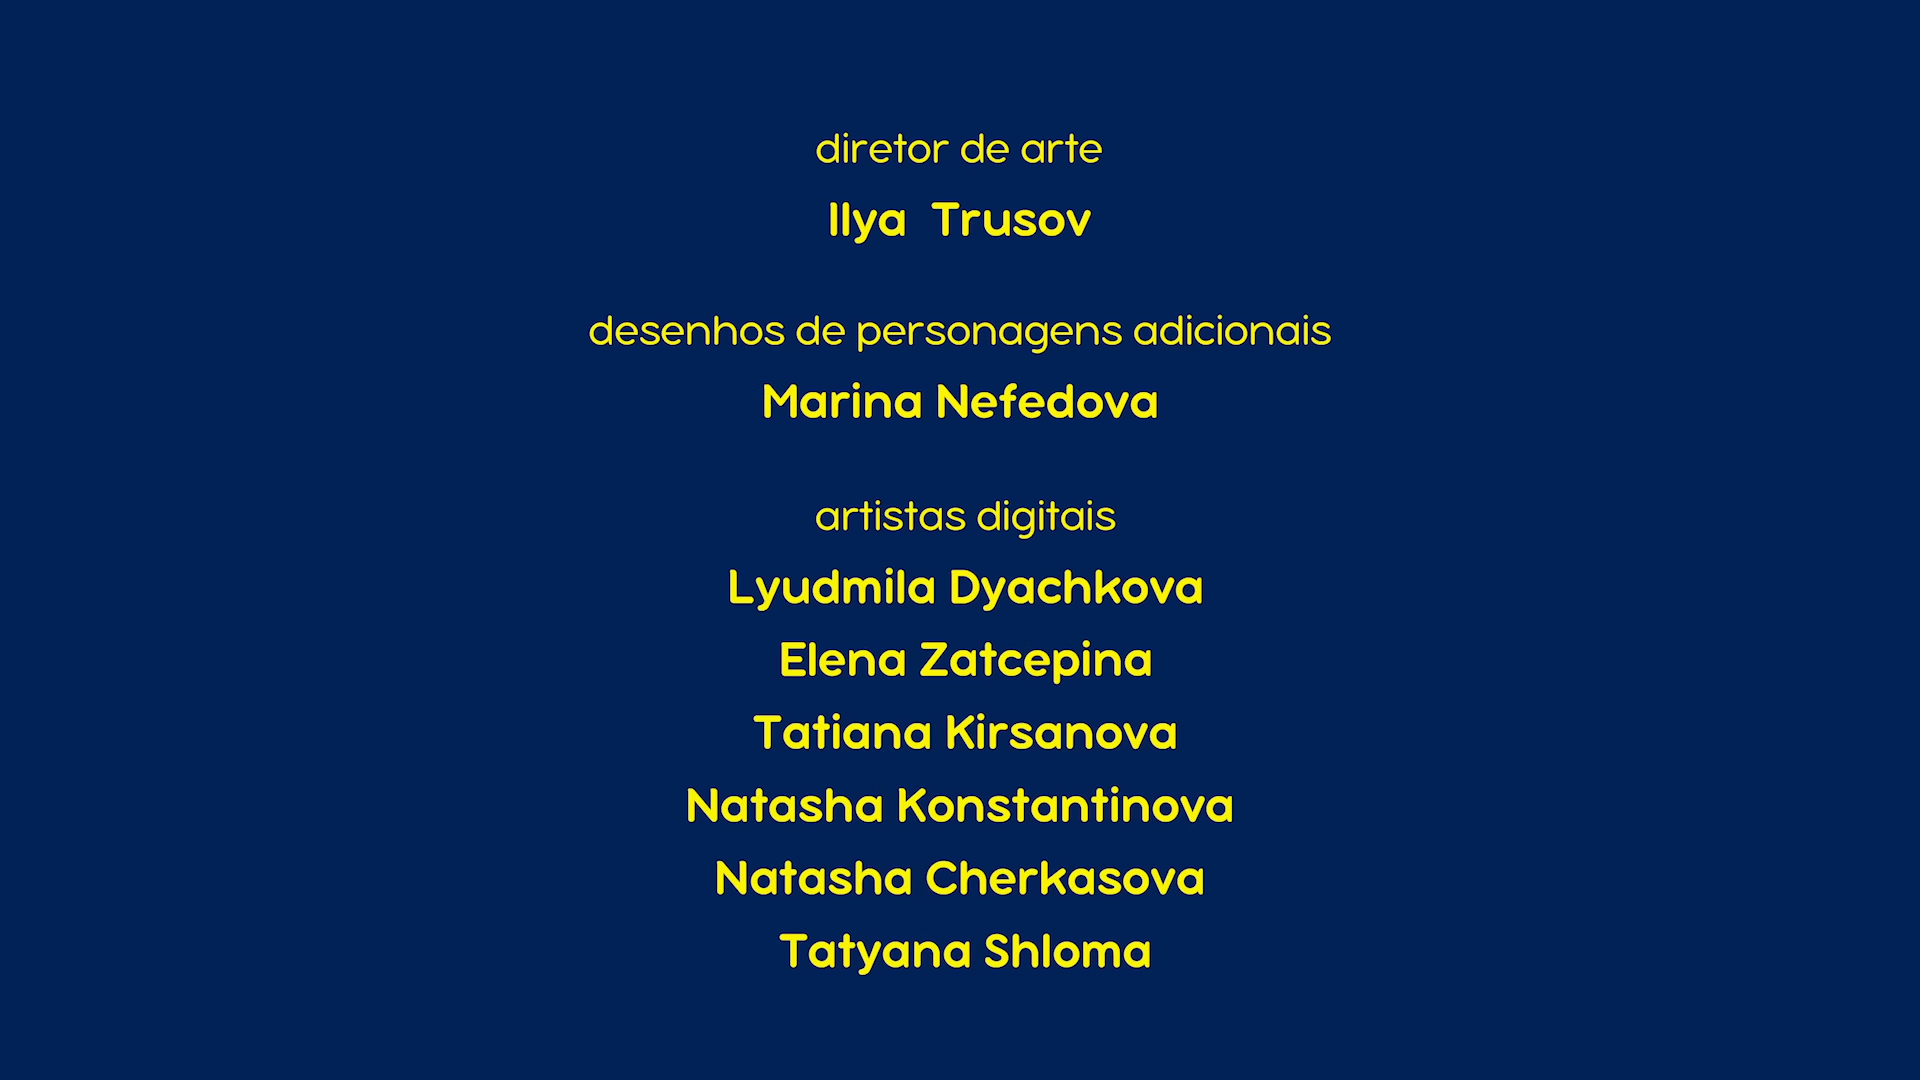 diretor de arte
Ilya Trusov
desenhos de personagens adicionais
Marina Nefedova
artistas digitais
Lyudmila Dyachkova
Elena Zatcepina
Tatiana Kirsanova
Natasha Konstantinova
Natasha Cherkasova
Tatyana Shloma